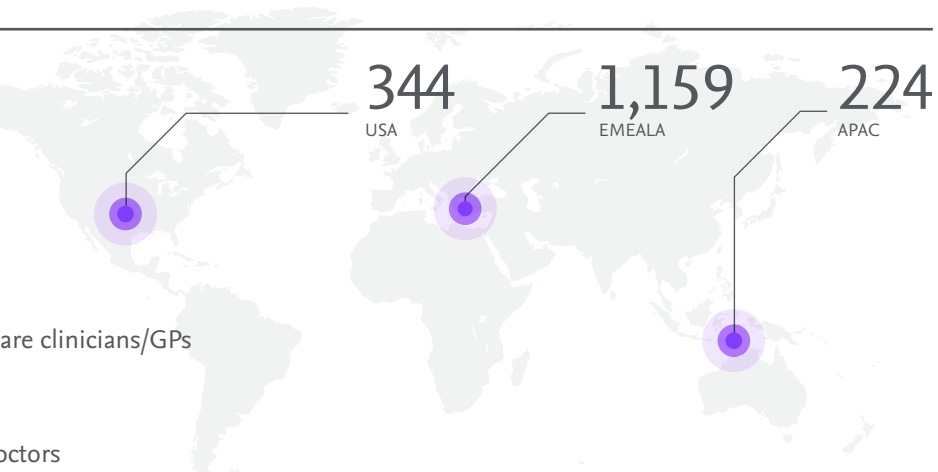 344 1,159 224
USA EMEALA APAC
are clinicians/GPs
octors